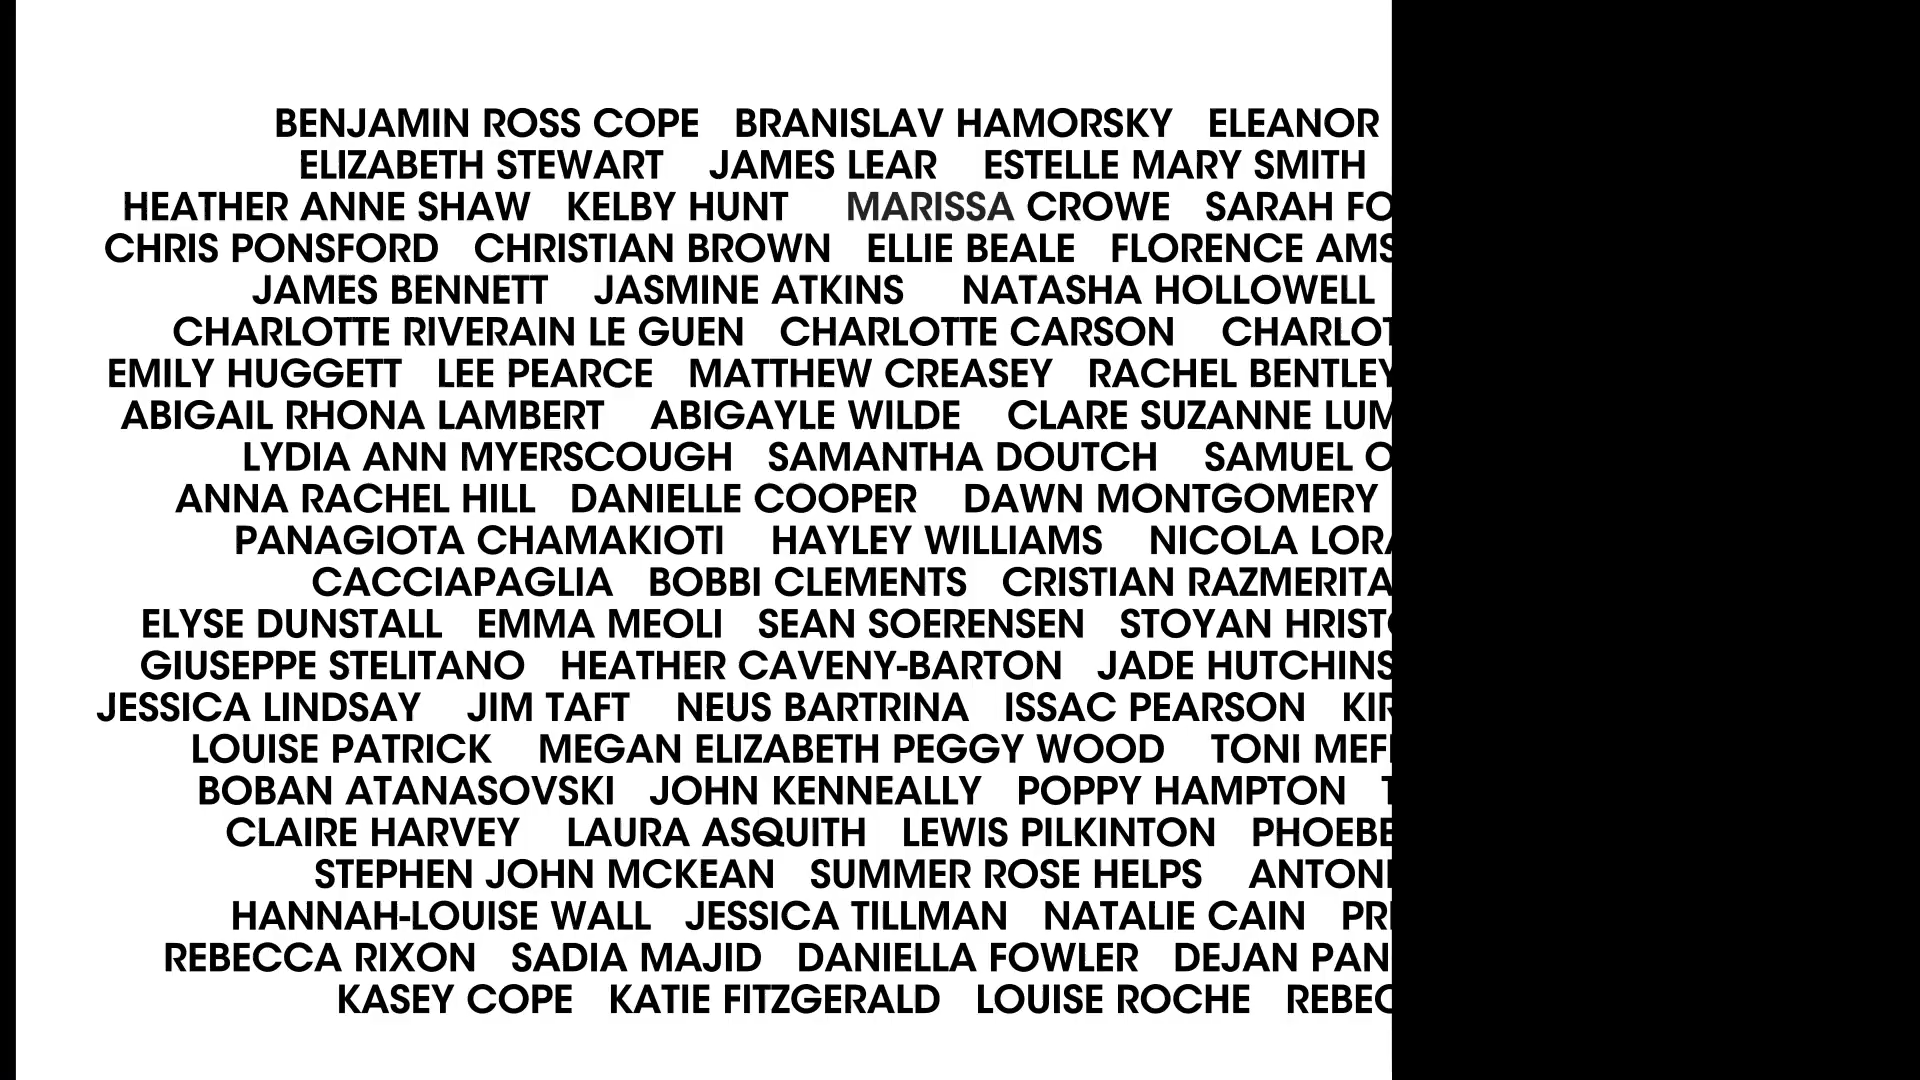 BENJAMIN ROSS COPE BRANISLAV HAMORSKY ELEANOR
ELIZABETH STEWART JAMES LEAR ESTELLE MARY SMITH
HEATHER ANNE SHAW KELBY HUNT MARISSA CROWE SARAH
CHRIS PONSFORD CHRISTIAN BROWN ELLIE BEALE FLORENCE
JAMES BENNETT JASMINE ATKINS NATASHA HOLLOWELL
CHARLOTTE RIVERAIN LE GUEN CHARLOTTE CARSON
EMILY HUGGETT LEE PEARCE MATTHEW CREASEY RACHEL BENTLEY
ABIGAIL RHONA LAMBERT ABIGAYLE WILDE CLARE SUZANNE
LYDIA ANN MYERSCOUGH SAMANTHA DOUTCH SAMUEL
ANNA RACHEL HILL DANIELLE COOPER DAWN MONTGOMERY
PANAGIOTA CHAMAKIOTI HAYLEY WILLIAMS NICOLA
CACCIAPAGLIA BOBBI CLEMENTS CRISTIAN RAZMERITA
ELYSE DUNSTALL EMMA MEOLI SEAN SOERENSEN STOYAN
GIUSEPPE STELITANO HEATHER CAVENY-BARTON JADE
JESSICA LINDSAY JIM TAFT NEUS BARTRINA ISSAC PEARSON
LOUISE PATRICK MEGAN ELIZABETH PEGGY WOOD TONI
BOBAN ATANASOVSKI JOHN KENNEALLY POPPY HAMPTON
CLAIRE HARVEY LAURA ASQUITH LEWIS PILKINTON PHOEBE
STEPHEN JOHN MCKEAN SUMMER ROSE HELPS
HANNAH-LOUISE WALL JESSICA TILLMAN NATALIE CAIN
REBECCA RIXON SADIA MAJID DANIELLA FOWLER DEJAN
KASEY COPE KATIE FITZGERALD LOUISE ROCHE